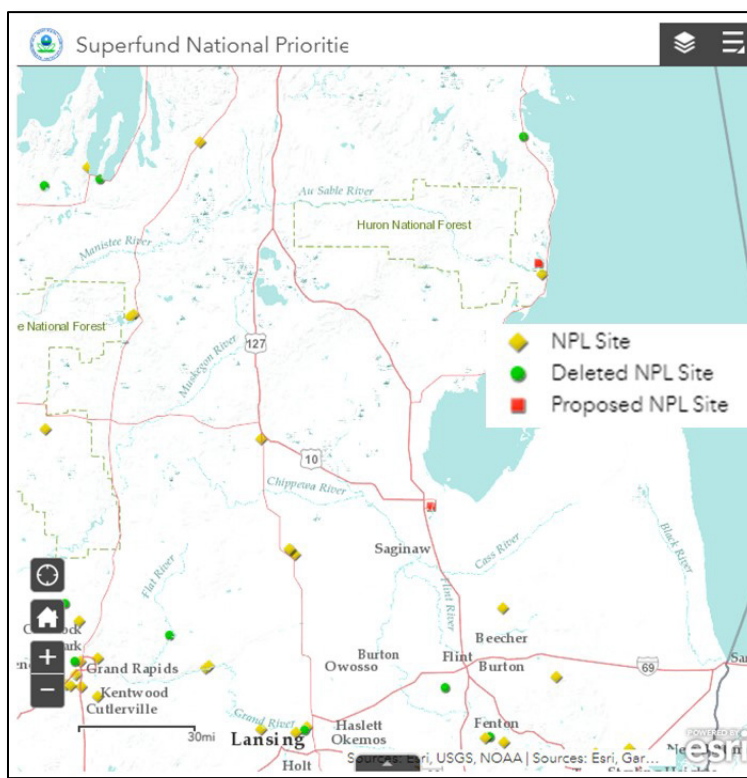 Superfund National Prioritie
Au Sable River
Huron National Forest
Manistee River
e National Forest
NPL Site
127
Muskegon River
Deleted NPL Site
Proposed NPL Site
10
Chippewa River
Saginaw
Cass River
Black River
Flat River
Flint River
Beecher
Burton
Owosso
Flint
Burton
69
Grand Rapids
Kentwood
Cutlerville
Grand River
30mi
Lansing
Haslett
Okemos
Fenton
Holt
POWERED BY
esri
Sources: Esri, USGS, NOAA | Sources: Esri, Gar...